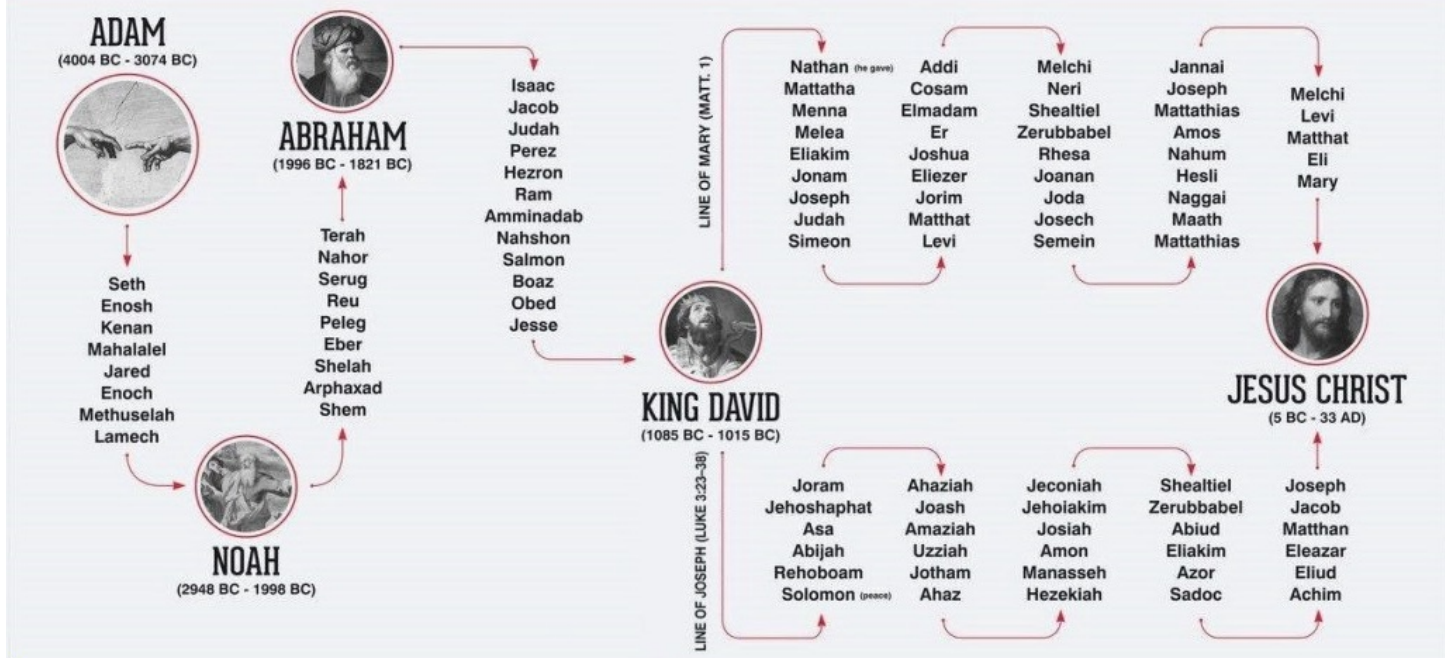 ADAM
(4004 BC - 3074 BC)
Seth
Enosh
Kenan
Mahalalel
Jared
Enoch
Methuselah
Lamech
NOAH
(2948 BC - 1998 BC)
Terah
Nahor
Serug
Reu
Peleg
Eber
Shelah
Arphaxad
Shem
ABRAHAM
(1996 BC - 1821 BC)
Isaac
Jacob
Judah
Perez
Hezron
Ram
Amminadab
Nahshon
Salmon
Boaz
Obed
Jesse
KING DAVID
(1085 BC - 1015 BC)
LINE OF MARY (MATT. 1)
Nathan (he gave)
Mattatha
Menna
Melea
Eliakim
Jonam
Joseph
Judah
Simeon
Addi
Cosam
Elmadam
Er
Joshua
Eliezer
Jorim
Matthat
Levi
Melchi
Neri
Shealtiel
Zerubbabel
Rhesa
Joanan
Joda
Josech
Semein
Jannai
Joseph
Mattathias
Amos
Nahum
Hesli
Naggai
Maath
Mattathias
Melchi
Levi
Matthat
Eli
Mary
LINE OF JOSEPH (LUKE 3:23–38)
Joram
Jehoshaphat
Asa
Abijah
Rehoboam
Solomon (peace)
Ahaziah
Joash
Amaziah
Uzziah
Jotham
Ahaz
Jeconiah
Jehoiakim
Josiah
Amon
Manasseh
Hezekiah
Shealtiel
Zerubbabel
Abiud
Eliakim
Azor
Sadoc
Joseph
Jacob
Matthan
Eleazar
Eliud
Achim
JESUS CHRIST
(5 BC - 33 AD)